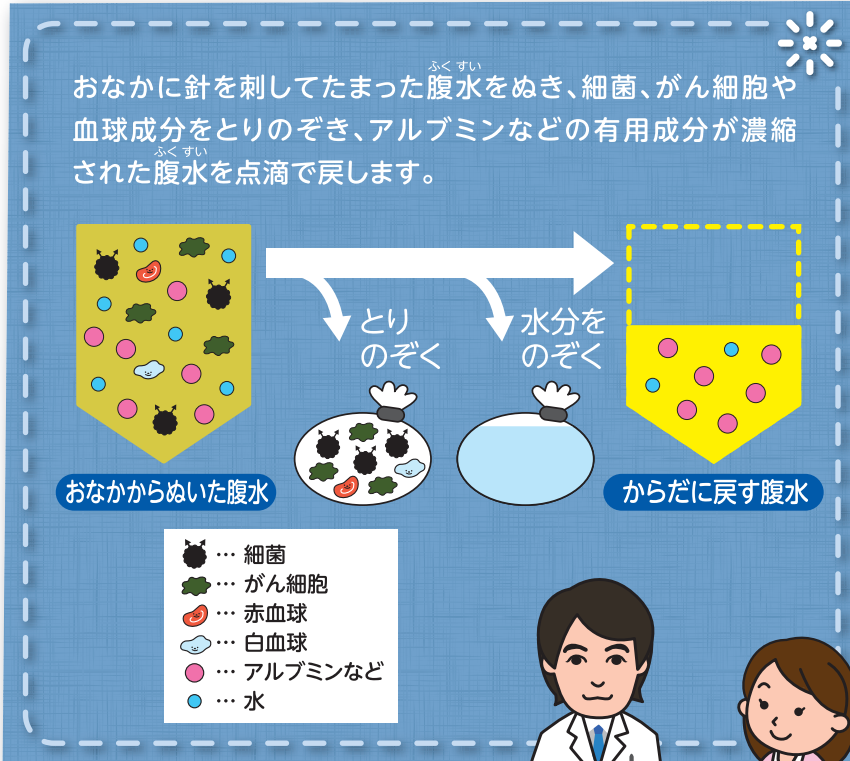 おなかに針を刺してたまった腹水をぬき、細菌、がん細胞や
血球成分をとりのぞき、アルブミンなどの有用成分が濃縮
された腹水を点滴で戻します。
ふくすい
ふくすい
とり
のぞく
水分を
のぞく
おなかからぬいた腹水
からだに戻す腹水
… 細菌
… がん細胞
… 赤血球
… 白血球
… アルブミンなど
… 水